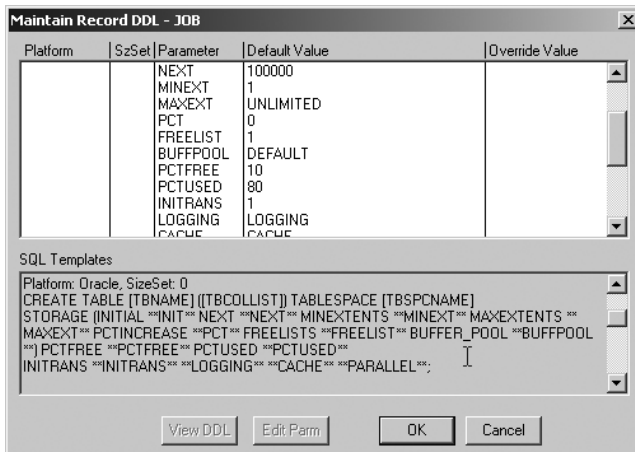 Maintain Record DDL - JOB
Platform SzSet Parameter Default Value Override Value
NEXT 100000
MINEXT 1
MAXEXT UNLIMITED
PCT 0
FREELIST 1
BUFFPOOL DEFAULT
PCTFREE 10
PCTUSED 80
INITRANS 1
LOGGING LOGGING
CACHE CACHE
SQL Templates
Platform: Oracle, SizeSet: 0
CREATE TABLE [TBNAME] ([TBCOLLIST]) TABLESPACE [TBSPCNAME]
STORAGE (INITIAL **INIT** NEXT **NEXT** MINEXTENTS **MINEXT** MAXEXTENTS **
MAXEXT** PCTINCREASE **PCT** FREELISTS **FREELIST** BUFFER_POOL **BUFFPOOL
**) PCTFREE **PCTFREE** PCTUSED **PCTUSED**
INITRANS **INITRANS** **LOGGING** **CACHE** **PARALLEL**;
View DDL Edit Parm OK Cancel